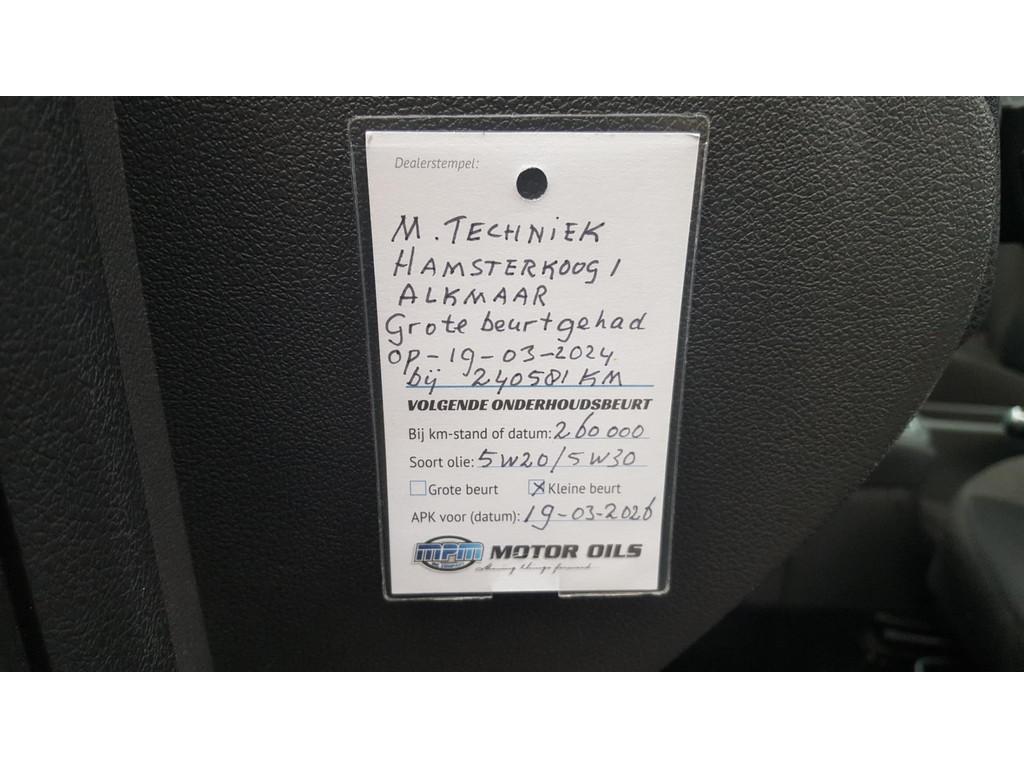 Dealerstempel:
M. TECHNIEK
HAMSTERKOOG 1
ALKMAAR
Grote beurt gehad
op - 19-03-2024
bij 240581 KM
VOLGENDE ONDERHOUDSBEURT
Bij km-stand of datum: 260 000
Soort olie: 5W20/5W30
Grote beurt Kleine beurt
APK voor (datum): 19-03-2026
MPM MOTOR OILS